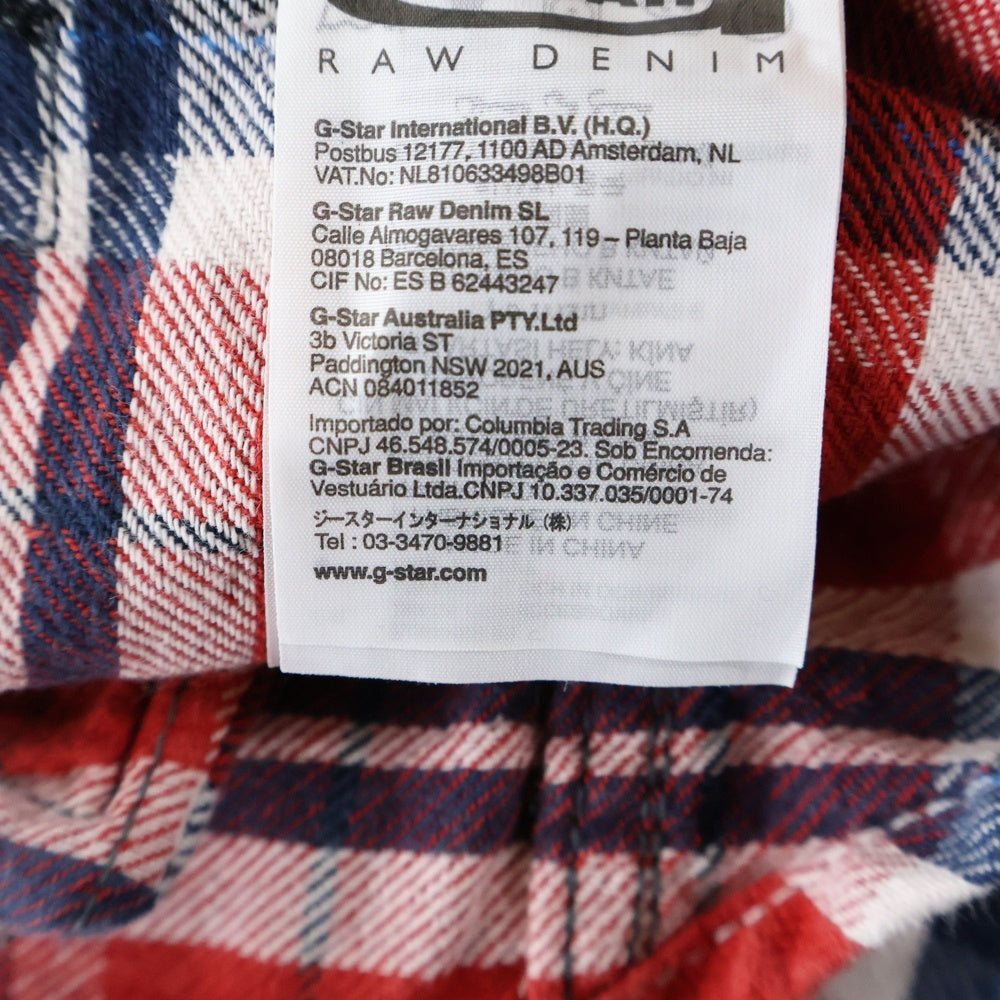 RAW DENIM
G-Star International B.V. (H.Q.)
Postbus 12177, 1100 AD Amsterdam, NL
VAT.No: NL810633498B01
G-Star Raw Denim SL
Calle Almogavares 107, 119 – Planta Baja
08018 Barcelona, ES
CIF No: ES B 62443247
G-Star Australia PTY.Ltd
3b Victoria ST
Paddington NSW 2021, AUS
ACN 084011852
Importado por: Columbia Trading S.A
CNPJ 46.548.574/0005-23. Sob Encomenda:
G-Star Brasil Importação e Comércio de
Vestuário Ltda.CNPJ 10.337.035/0001-74
ジースターインターナショナル (株)
Tel : 03-3470-9881
www.g-star.com